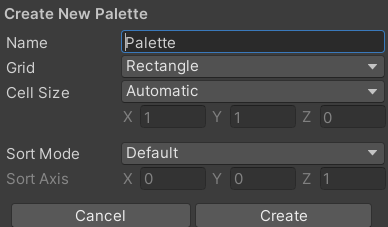 Create New Palette
Name Palette
Grid Rectangle
Cell Size Automatic
X 1 Y 1 Z 0
Sort Mode Default
Sort Axis X 0 Y 0 Z 1
Cancel Create